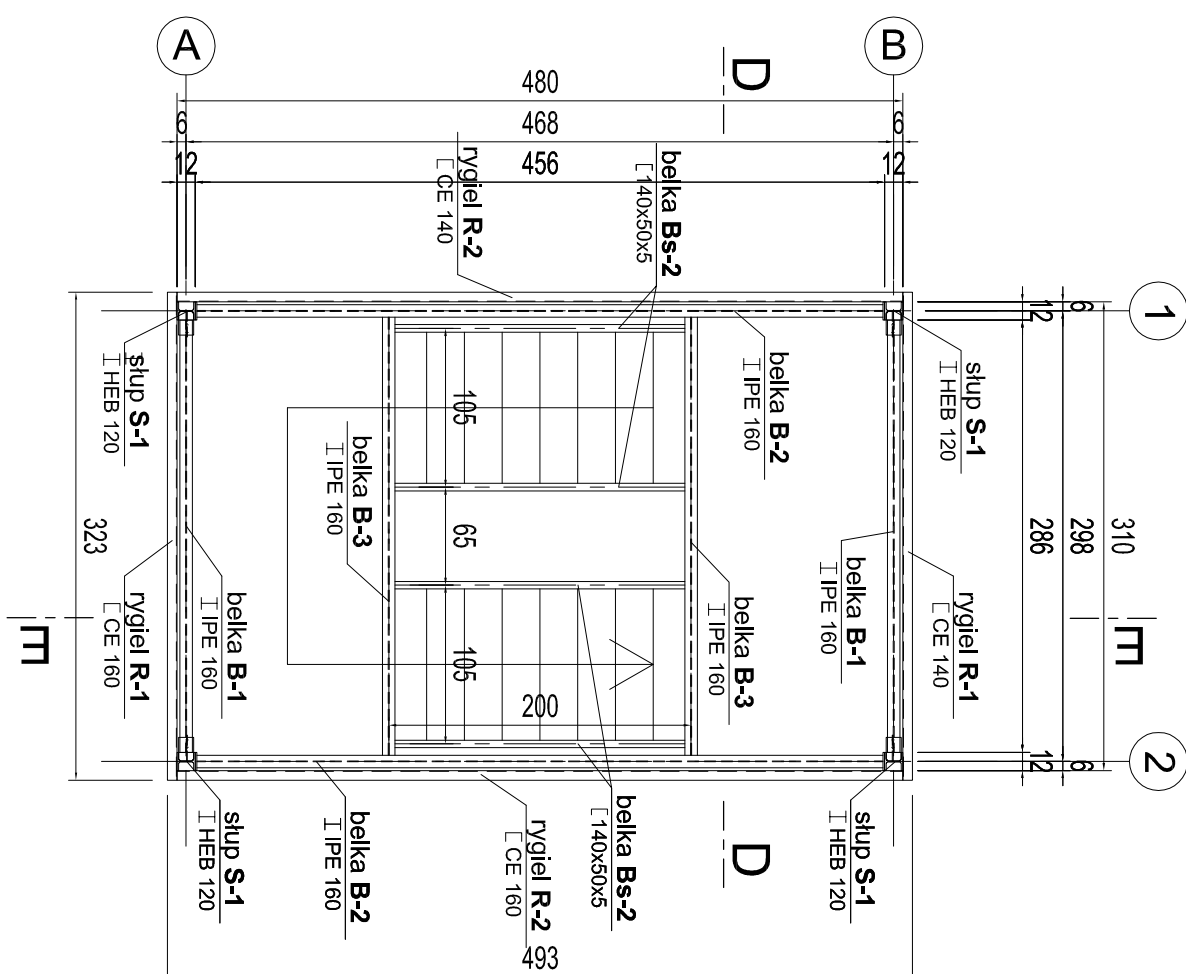 A
B
D
480
6
468
6
12
456
12
rygiel R-2
[ CE 140
belka Bs-2
[ 140x50x5
1
6
12
słup S-1
I HEB 120
słup S-1
I HEB 120
belka B-2
I IPE 160
105
belka B-3
I IPE 160
65
310
298
286
323
belka B-1
I IPE 160
rygiel R-1
[ CE 140
belka B-3
I IPE 160
rygiel R-1
[ CE 160
belka B-1
I IPE 160
E
E
105
200
12
6
2
słup S-1
I HEB 120
belka B-2
I IPE 160
rygiel R-2
[ CE 160
belka Bs-2
[ 140x50x5
D
słup S-1
I HEB 120
493